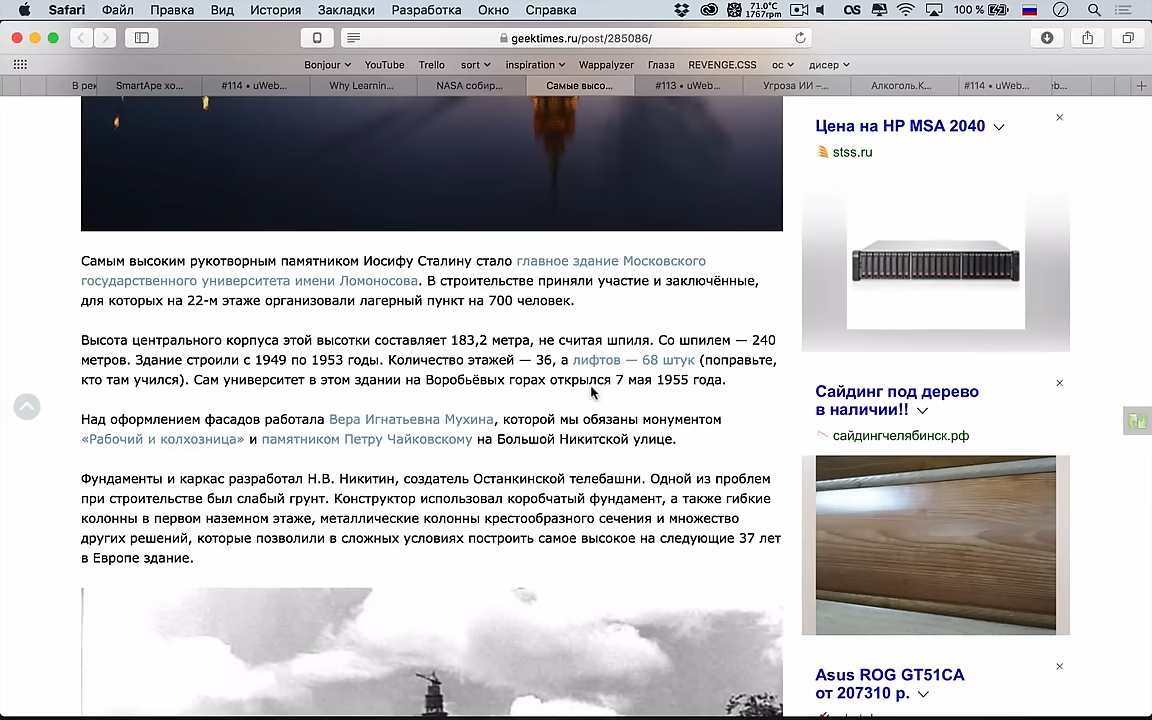 Safari Файл Правка Вид История Закладки Разработка Окно Справка 71.0°C 1767rpm 100 %
geektimes.ru/post/285086/
Bonjour YouTube Trello sort inspiration Wappalyzer Глаза REVENGE.CSS ос дисер
В рек SmartApe хо... #114 • uWeb... Why Learnin... NASA собир... Самые высо... #113 • uWeb... Угроза ИИ –... Алкоголь.К... #114 • uWeb...
Самым высоким рукотворным памятником Иосифу Сталину стало главное здание Московского
государственного университета имени Ломоносова. В строительстве приняли участие и заключённые,
для которых на 22-м этаже организовали лагерный пункт на 700 человек.
Высота центрального корпуса этой высотки составляет 183,2 метра, не считая шпиля. Со шпилем — 240
метров. Здание строили с 1949 по 1953 годы. Количество этажей — 36, а лифтов — 68 штук (поправьте,
кто там учился). Сам университет в этом здании на Воробьёвых горах открылся 7 мая 1955 года.
Над оформлением фасадов работала Вера Игнатьевна Мухина, которой мы обязаны монументом
«Рабочий и колхозница» и памятником Петру Чайковскому на Большой Никитской улице.
Фундаменты и каркас разработал Н.В. Никитин, создатель Останкинской телебашни. Одной из проблем
при строительстве был слабый грунт. Конструктор использовал коробчатый фундамент, а также гибкие
колонны в первом наземном этаже, металлические колонны крестообразного сечения и множество
других решений, которые позволили в сложных условиях построить самое высокое на следующие 37 лет
в Европе здание.
Цена на HP MSA 2040
stss.ru
Сайдинг под дерево
в наличии!!
сайдингчелябинск.рф
Asus ROG GT51CA
от 207310 р.